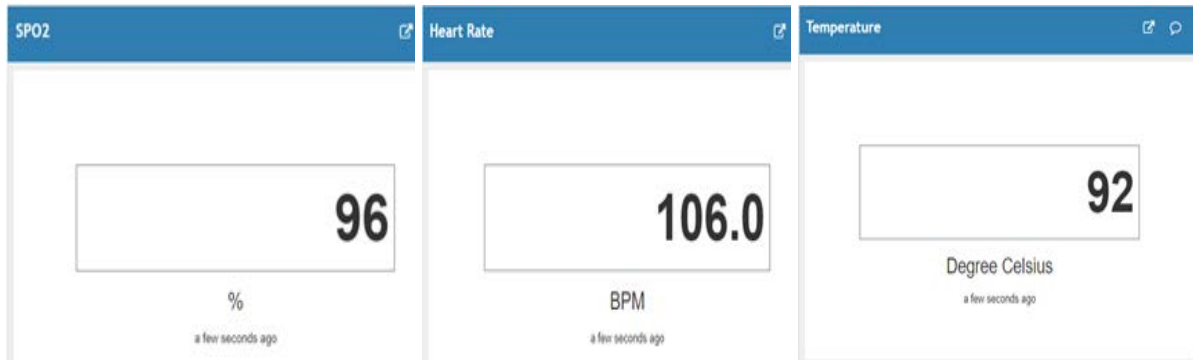 SPO2
96
%
a few seconds ago
Heart Rate
106.0
BPM
a few seconds ago
Temperature
92
Degree Celsius
a few seconds ago